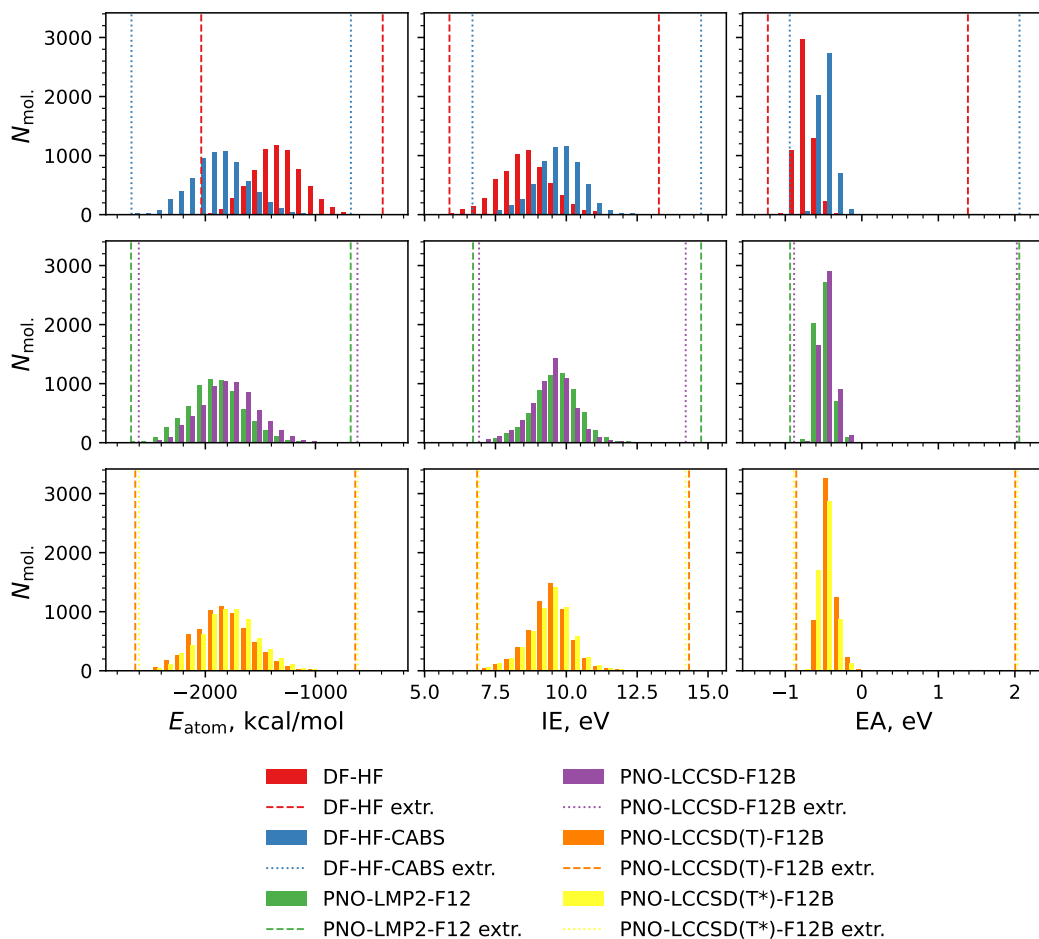 3000
2000
1000
0
N_mol.
3000
2000
1000
0
N_mol.
3000
2000
1000
0
N_mol.
−2000 −1000 5.0 7.5 10.0 12.5 15.0 −1 0 1 2
E_atom, kcal/mol IE, eV EA, eV
DF-HF PNO-LCCSD-F12B
DF-HF extr. PNO-LCCSD-F12B extr.
DF-HF-CABS PNO-LCCSD(T)-F12B
DF-HF-CABS extr. PNO-LCCSD(T)-F12B extr.
PNO-LMP2-F12 PNO-LCCSD(T*)-F12B
PNO-LMP2-F12 extr. PNO-LCCSD(T*)-F12B extr.